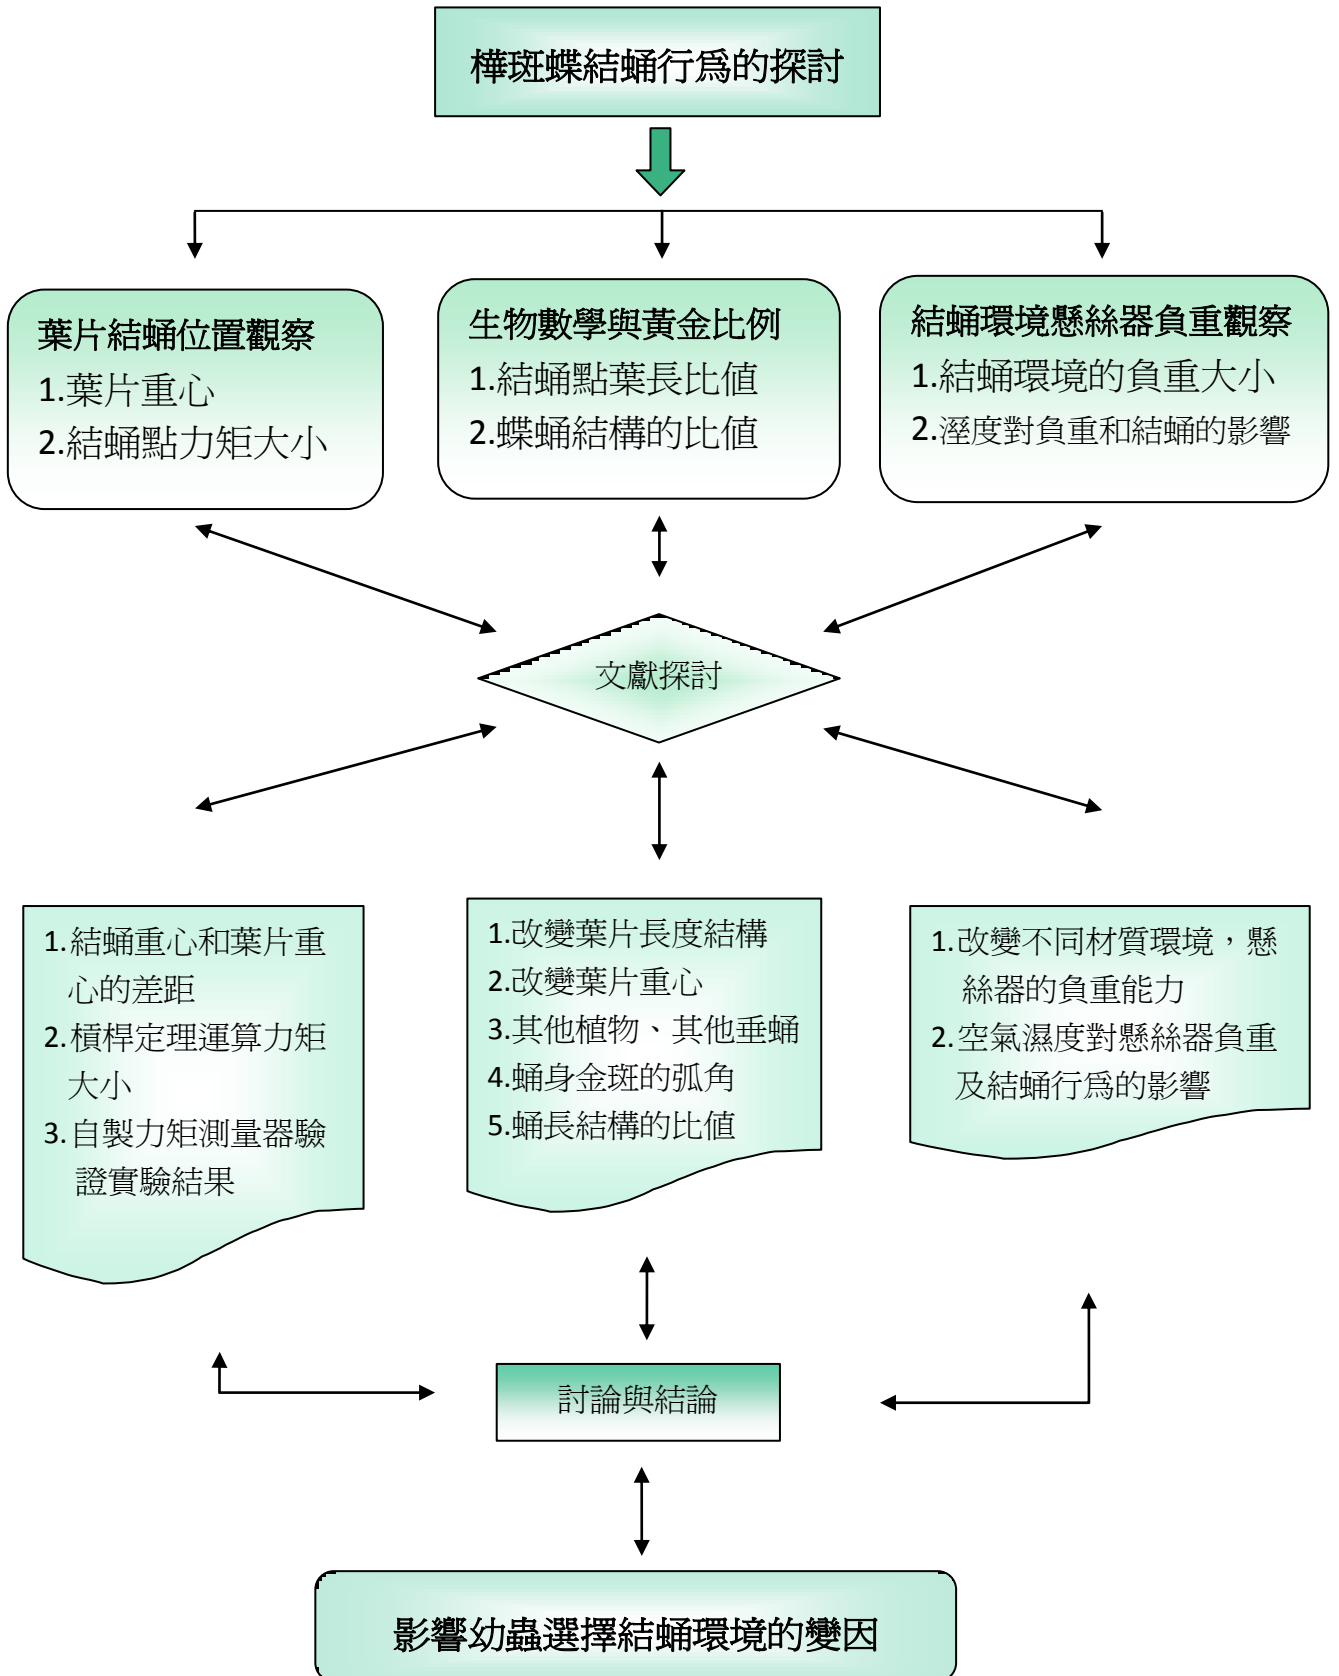 樺斑蝶結蛹行為的探討
葉片結蛹位置觀察
1.葉片重心
2.結蛹點力矩大小
生物數學與黃金比例
1.結蛹點葉長比值
2.蝶蛹結構的比值
結蛹環境懸絲器負重觀察
1.結蛹環境的負重大小
2.溼度對負重和結蛹的影響
文獻探討
1.結蛹重心和葉片重
心的差距
2.槓桿定理運算力矩
大小
3.自製力矩測量器驗
證實驗結果
1.改變葉片長度結構
2.改變葉片重心
3.其他植物、其他垂蛹
4.蛹身金斑的弧角
5.蛹長結構的比值
1.改變不同材質環境，懸
絲器的負重能力
2.空氣濕度對懸絲器負重
及結蛹行為的影響
討論與結論
影響幼蟲選擇結蛹環境的變因